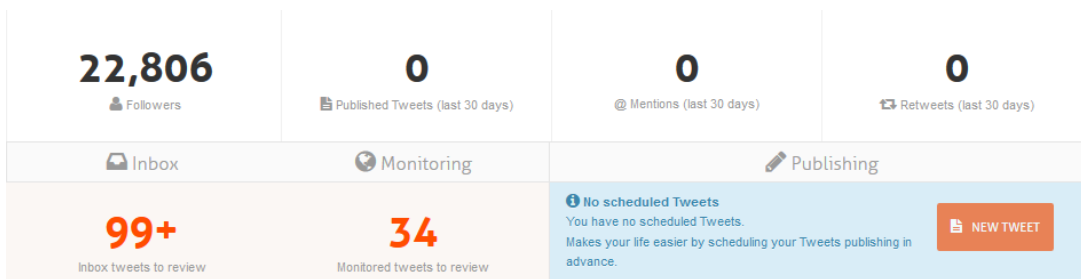 22,806
Followers
0
Published Tweets (last 30 days)
0
@ Mentions (last 30 days)
0
Retweets (last 30 days)
Inbox
Monitoring
Publishing
99+
Inbox tweets to review
34
Monitored tweets to review
No scheduled Tweets
You have no scheduled Tweets.
Makes your life easier by scheduling your Tweets publishing in
advance.
NEW TWEET